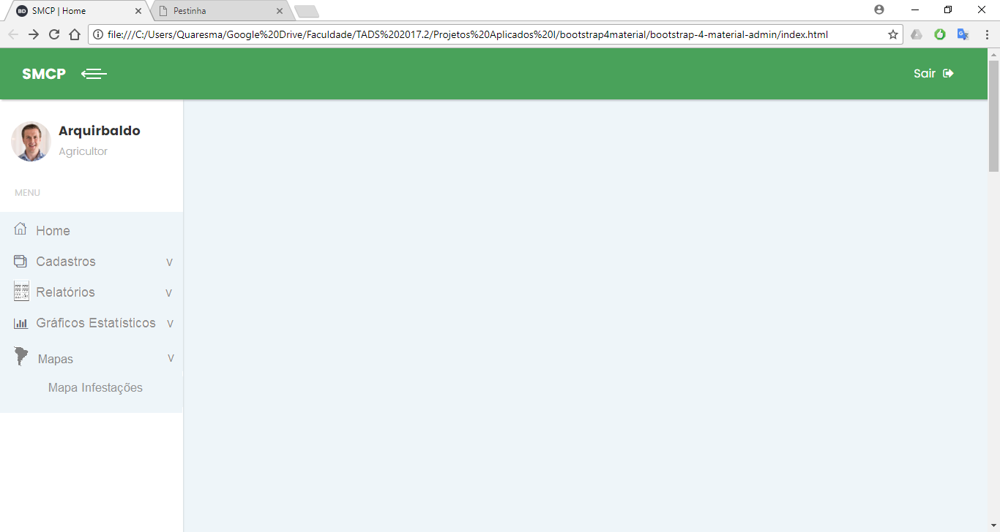 BD SMCP | Home
Pestinha
file:///C:/Users/Quaresma/Google%20Drive/Faculdade/TADS%202017.2/Projetos%20Aplicados%20I/bootstrap4material/bootstrap-4-material-admin/index.html
SMCP
Sair
Arquirbaldo
Agricultor
MENU
Home
Cadastros V
Relatórios V
Gráficos Estatísticos V
Mapas V
Mapa Infestações